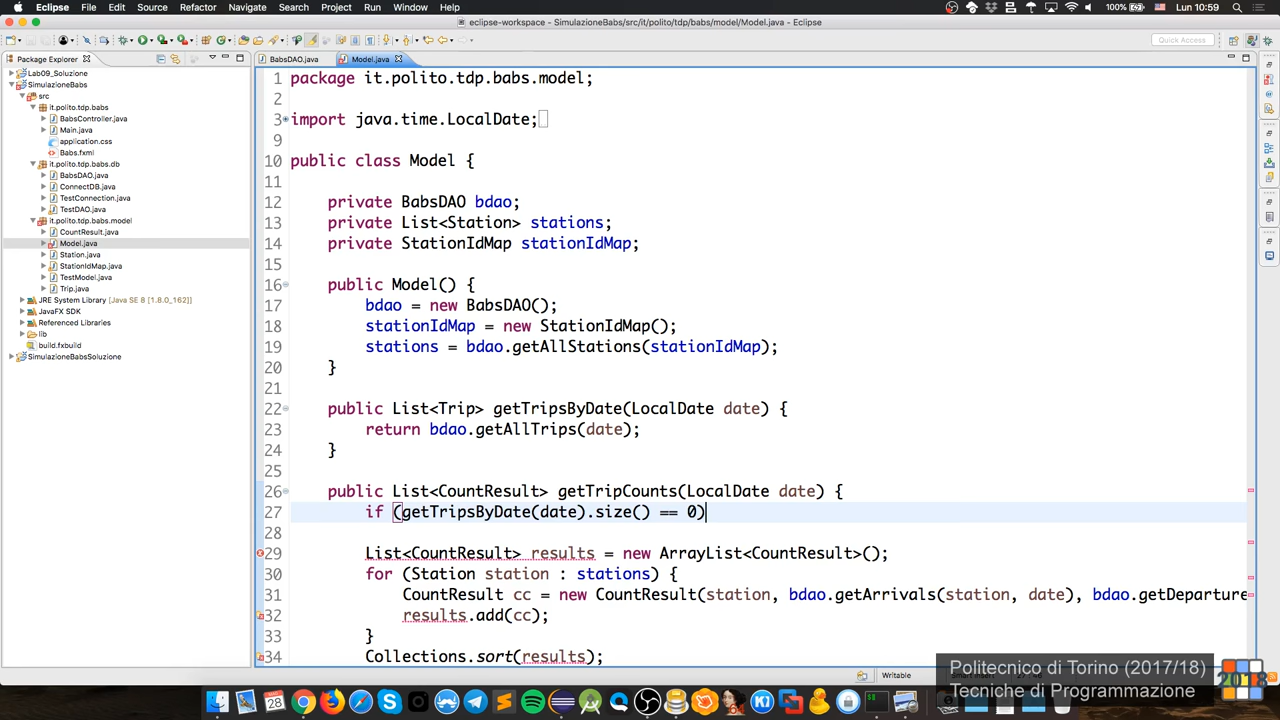 Eclipse File Edit Source Refactor Navigate Search Project Run Window Help 100% Lun 10:59
eclipse-workspace - SimulazioneBabs/src/it/polito/tdp/babs/model/Model.java - Eclipse
Quick Access
Package Explorer
Lab09_Soluzione
SimulazioneBabs
src
it.polito.tdp.babs
BabsController.java
Main.java
application.css
Babs.fxml
it.polito.tdp.babs.db
BabsDAO.java
ConnectDB.java
TestConnection.java
TestDAO.java
it.polito.tdp.babs.model
CountResult.java
Model.java
Station.java
StationIdMap.java
TestModel.java
Trip.java
JRE System Library [Java SE 8 [1.8.0_162]]
JavaFX SDK
Referenced Libraries
lib
build.fxbuild
SimulazioneBabsSoluzione
BabsDAO.java Model.java
1 package it.polito.tdp.babs.model;
2
3 import java.time.LocalDate;
9
10 public class Model {
11
12 private BabsDAO bdao;
13 private List<Station> stations;
14 private StationIdMap stationIdMap;
15
16 public Model() {
17 bdao = new BabsDAO();
18 stationIdMap = new StationIdMap();
19 stations = bdao.getAllStations(stationIdMap);
20 }
21
22 public List<Trip> getTripsByDate(LocalDate date) {
23 return bdao.getAllTrips(date);
24 }
25
26 public List<CountResult> getTripCounts(LocalDate date) {
27 if (getTripsByDate(date).size() == 0)
28
29 List<CountResult> results = new ArrayList<CountResult>();
30 for (Station station : stations) {
31 CountResult cc = new CountResult(station, bdao.getArrivals(station, date), bdao.getDeparture
32 results.add(cc);
33 }
34 Collections.sort(results);
Writable
Politecnico di Torino (2017/18)
Tecniche di Programmazione
2018